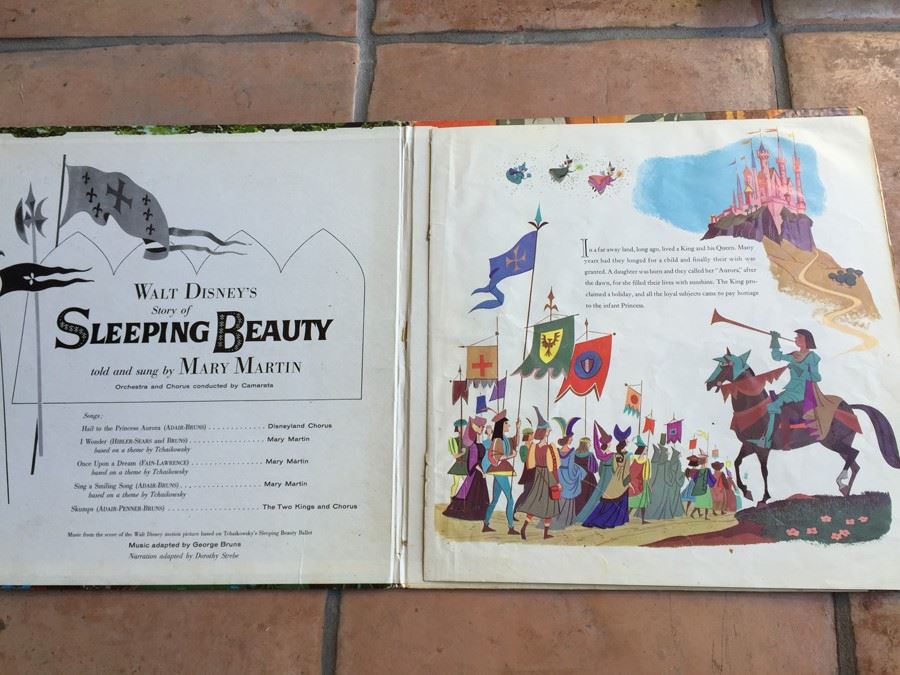 WALT DISNEY'S
Story of
SLEEPING BEAUTY
told and sung by MARY MARTIN
Orchestra and Chorus conducted by Camarata
Songs:
Hail to the Princess Aurora (ADAIR-BRUNS) . . . . . . . . . . . . . Disneyland Chorus
I Wonder (HIBLER-SEARS and BRUNS) . . . . . . . . . . . . . Mary Martin
based on a theme by Tchaikowsky
Once Upon a Dream (FAIN-LAWRENCE) . . . . . . . . . . . . . Mary Martin
based on a theme by Tchaikowsky
Sing a Smiling Song (ADAIR-BRUNS) . . . . . . . . . . . . . Mary Martin
based on a theme by Tchaikowsky
Skumps (ADAIR-PENNER-BRUNS) . . . . . . . . . . . . . The Two Kings and Chorus
Music from the score of the Walt Disney motion picture based on Tchaikowsky's Sleeping Beauty Ballet
Music adapted by George Bruns
Narration adapted by Dorothy Strebe
In a far away land, long ago, lived a King and his Queen. Many
years had they longed for a child and finally their wish was
granted. A daughter was born and they called her "Aurora," after
the dawn, for she filled their lives with sunshine. The King pro-
claimed a holiday, and all the loyal subjects came to pay homage
to the infant Princess.